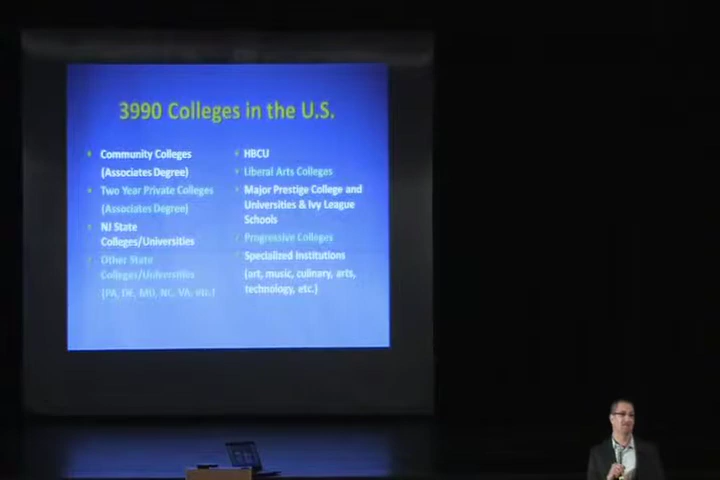 3990 Colleges in the U.S.
Community Colleges
(Associates Degree)
Two Year Private Colleges
(Associates Degree)
NJ State
Colleges/Universities
Other State
Colleges/Universities
(PA, DE, MD, NC, VA, etc.)
HBCU
Liberal Arts Colleges
Major Prestige College and
Universities & Ivy League
Schools
Progressive Colleges
Specialized Institutions
(art, music, culinary, arts,
technology, etc.)